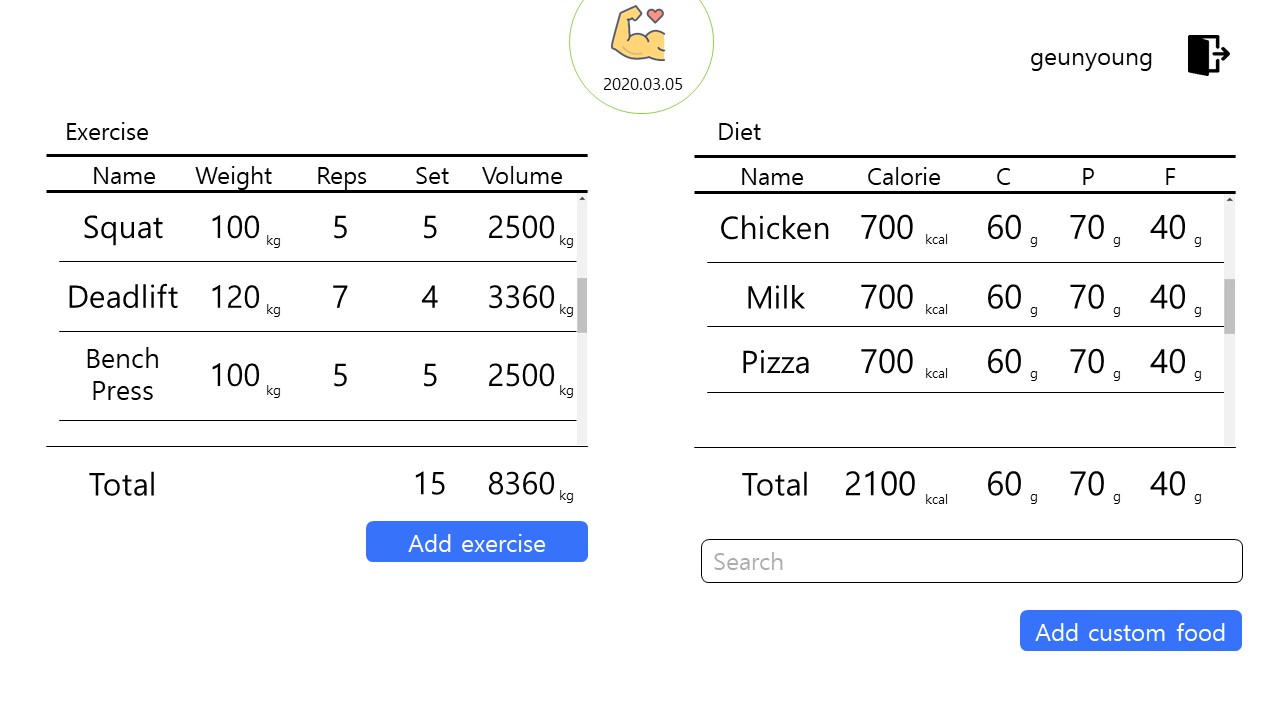 2020.03.05
geunyoung
Exercise
Name Weight Reps Set Volume
Squat 100 kg 5 5 2500 kg
Deadlift 120 kg 7 4 3360 kg
Bench
Press 100 kg 5 5 2500 kg
Total 15 8360 kg
Add exercise
Diet
Name Calorie C P F
Chicken 700 kcal 60 g 70 g 40 g
Milk 700 kcal 60 g 70 g 40 g
Pizza 700 kcal 60 g 70 g 40 g
Total 2100 kcal 60 g 70 g 40 g
Search
Add custom food